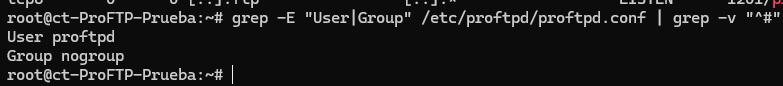 root@ct-ProFTP-Prueba:~# grep -E "User|Group" /etc/proftpd/proftpd.conf | grep -v "^#"
User proftpd
Group nogroup
root@ct-ProFTP-Prueba:~#